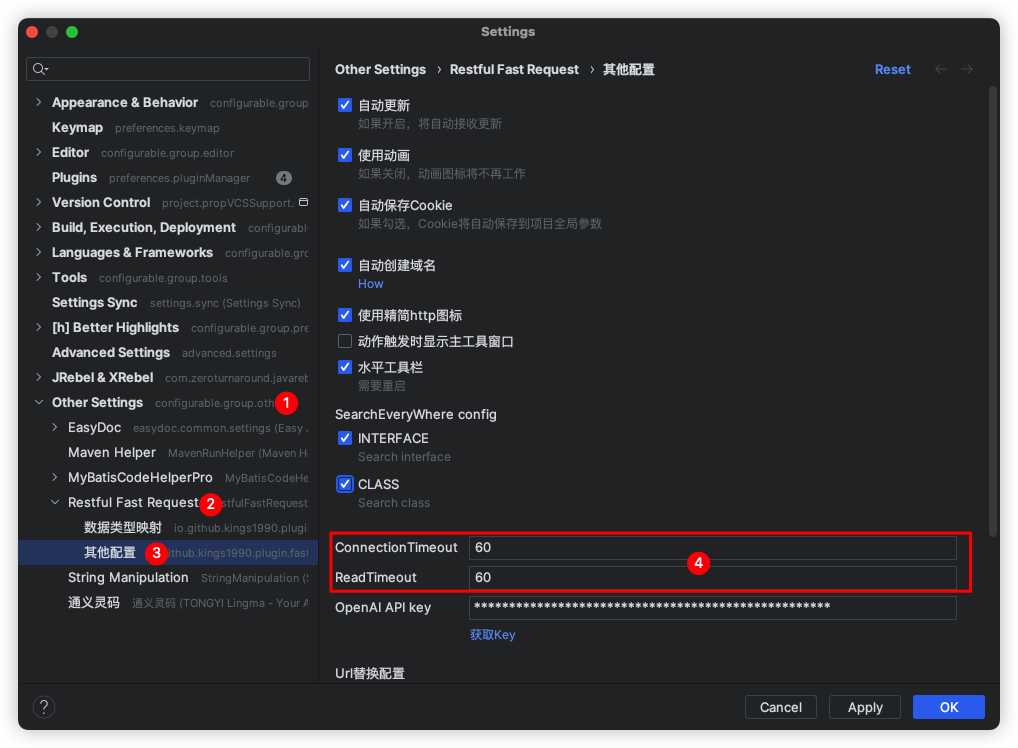 Settings
Other Settings › Restful Fast Request › 其他配置
Reset
Appearance & Behavior configurable.group
Keymap preferences.keymap
Editor configurable.group.editor
Plugins preferences.pluginManager 4
Version Control project.propVCSSupport.
Build, Execution, Deployment configurabl
Languages & Frameworks configurable.grc
Tools configurable.group.tools
Settings Sync settings.sync (Settings Sync)
[h] Better Highlights configurable.group.pre
Advanced Settings advanced.settings
JRebel & XRebel com.zeroturnaround.javareb
Other Settings configurable.group.oth 1
EasyDoc easydoc.common.settings (Easy
Maven Helper MavenRunHelper (Maven H
MyBatisCodeHelperPro MyBatisCodeHe
Restful Fast Request 2 stfulFastRequest
数据类型映射 io.github.kings1990.plugi
其他配置 3 ithub.kings1990.plugin.fast
String Manipulation StringManipulation (S
通义灵码 通义灵码 (TONGYI Lingma - Your A
自动更新
如果开启，将自动接收更新
使用动画
如果关闭，动画图标将不再工作
自动保存Cookie
如果勾选，Cookie将自动保存到项目全局参数
自动创建域名
How
使用精简http图标
动作触发时显示主工具窗口
水平工具栏
需要重启
SearchEveryWhere config
INTERFACE
Search interface
CLASS
Search class
ConnectionTimeout 60
4
ReadTimeout 60
OpenAI API key ***************************************************
获取Key
Url替换配置
?
Cancel
Apply
OK